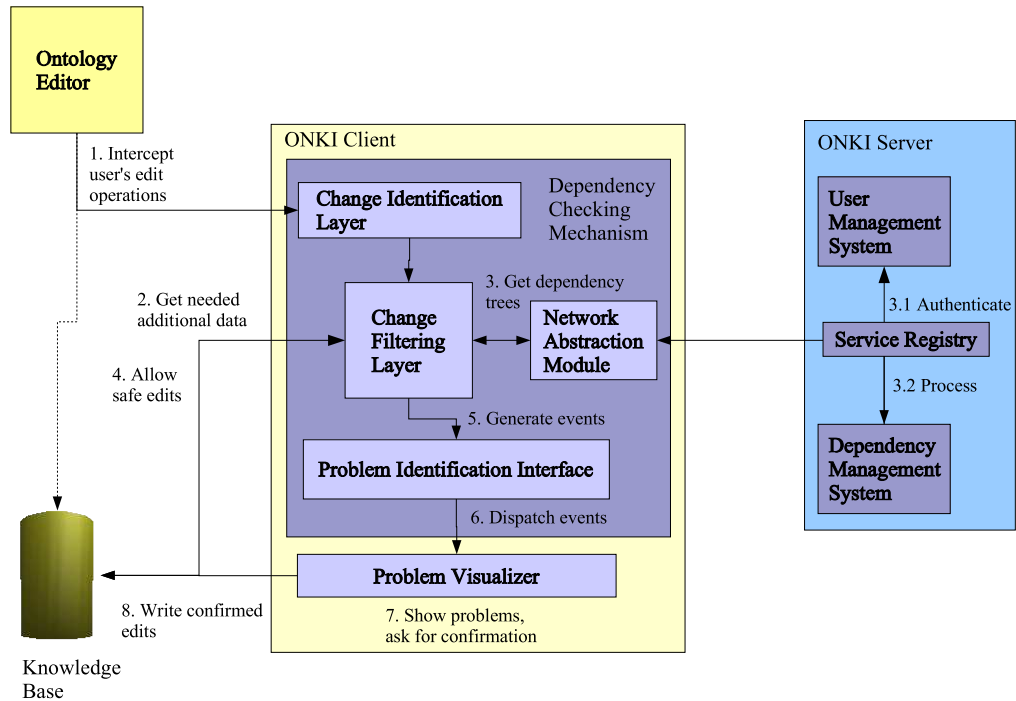 Ontology
Editor
1. Intercept
user's edit
operations
ONKI Client
Change Identification
Layer
Dependency
Checking
Mechanism
2. Get needed
additional data
3. Get dependency
trees
Change
Filtering
Layer
Network
Abstraction
Module
4. Allow
safe edits
5. Generate events
Problem Identification Interface
6. Dispatch events
Problem Visualizer
7. Show problems,
ask for confirmation
8. Write confirmed
edits
Knowledge
Base
ONKI Server
User
Management
System
3.1 Authenticate
Service Registry
3.2 Process
Dependency
Management
System